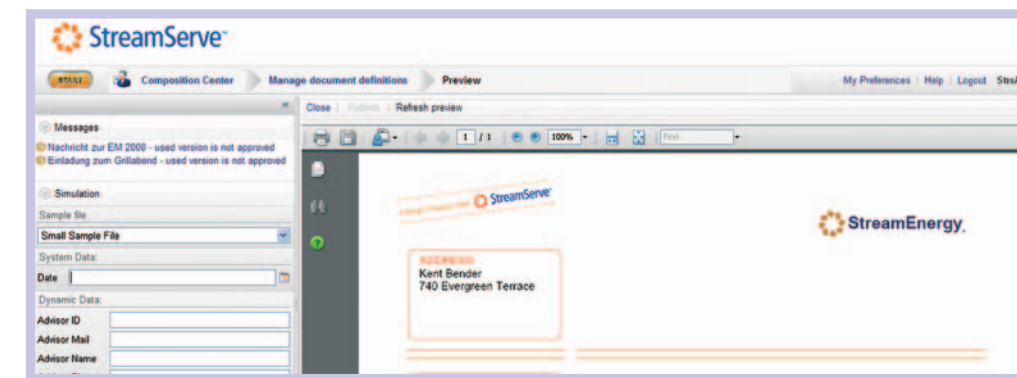 StreamServe
START Composition Center Manage document definitions Preview My Preferences | Help | Logout
« Close | Publish | Refresh preview
Messages
Nachricht zur EM 2008 - used version is not approved
Einladung zum Grillabend - used version is not approved
1 / 1 100% Find
Simulation
Sample file
Small Sample File
System Data:
Date
Dynamic Data:
Advisor ID
Advisor Mail
Advisor Name
StreamServe
StreamEnergy
Kent Bender
740 Evergreen Terrace